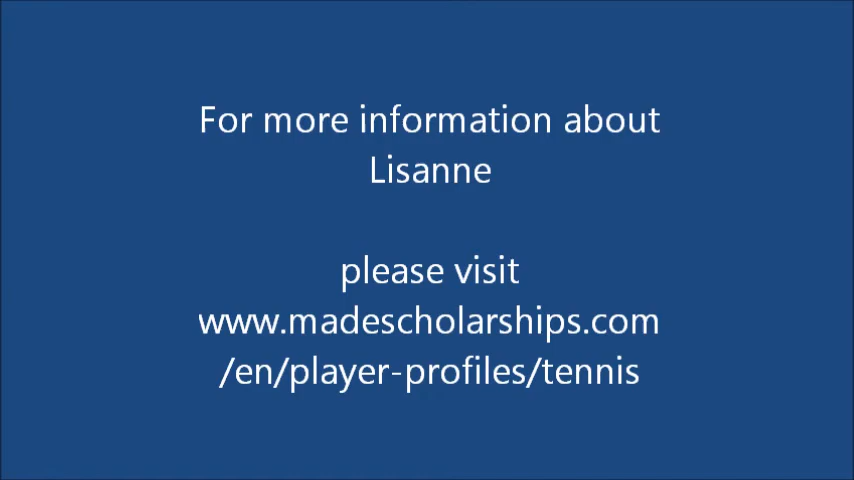 For more information about
Lisanne
please visit
www.madescholarships.com
/en/player-profiles/tennis